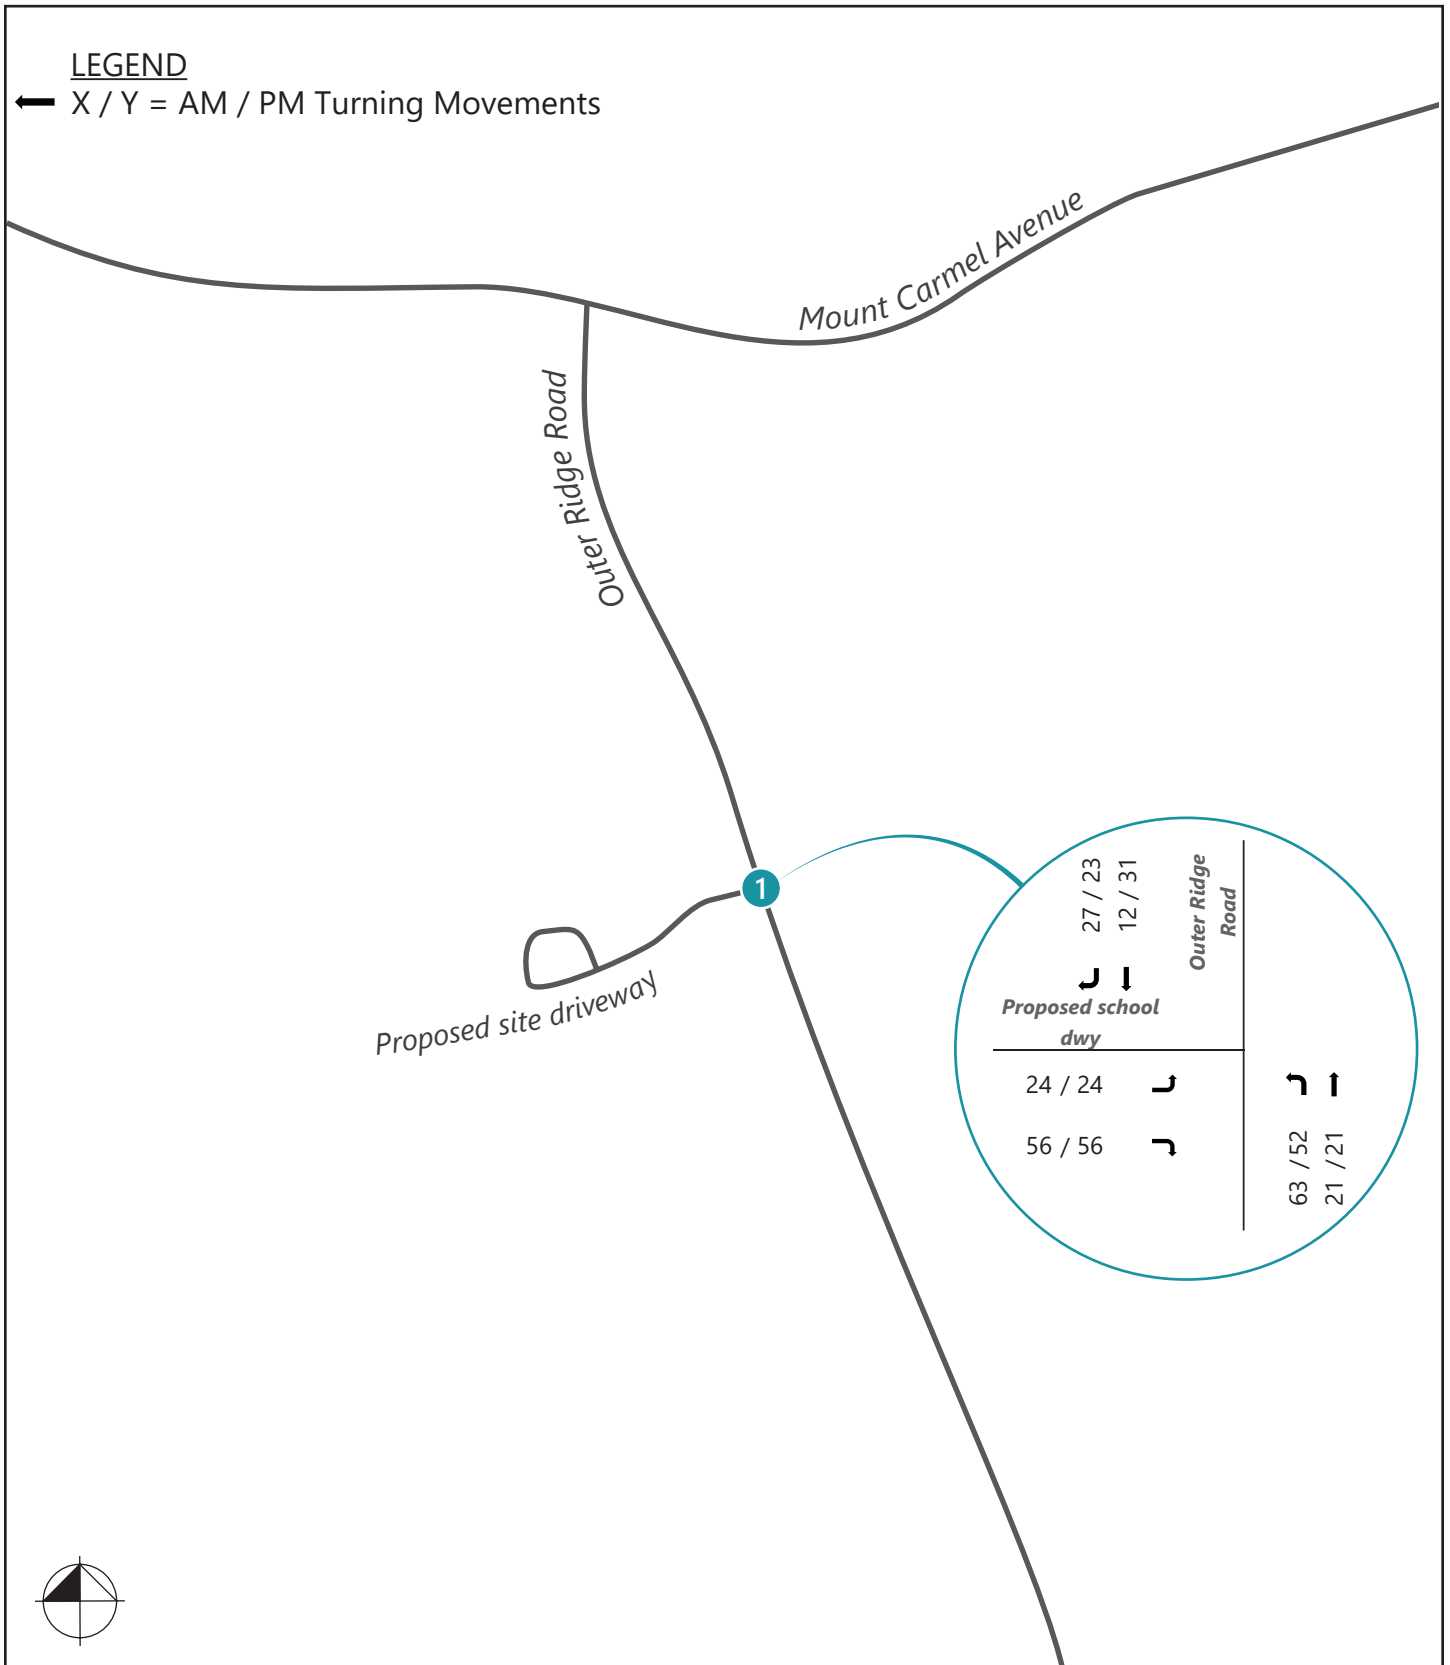 LEGEND
X / Y = AM / PM Turning Movements
Mount Carmel Avenue
Outer Ridge Road
1
Proposed site driveway
27 / 23
12 / 31
Outer Ridge
Road
Proposed school
dwy
24 / 24
56 / 56
63 / 52
21 / 21